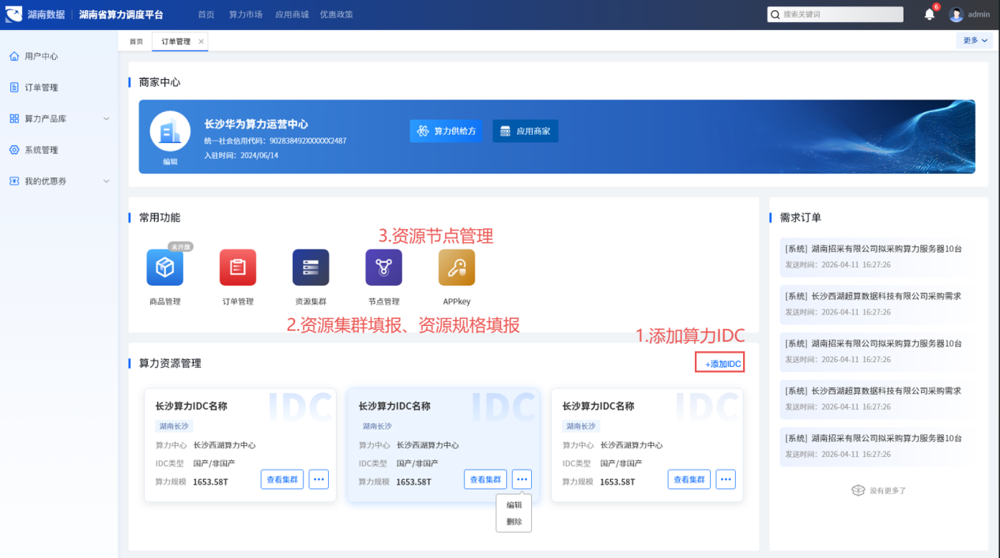 湖南数据 湖南省算力调度平台 首页 算力市场 应用商城 优惠政策 搜索关键词 6 admin
首页 订单管理 更多
用户中心
订单管理
算力产品库
系统管理
我的优惠券
商家中心
长沙华为算力运营中心
统一社会信用代码：902838492XXXXXX2487
入驻时间：2024/06/14
编辑
算力供给方 应用商家
常用功能
3.资源节点管理
未开放
商品管理 订单管理 资源集群 节点管理 APPkey
2.资源集群填报、资源规格填报
1.添加算力IDC
算力资源管理 +添加IDC
IDC
长沙算力IDC名称
湖南长沙
算力中心 长沙西湖算力中心
IDC类型 国产/非国产
算力规模 1653.58T
查看集群 •••
IDC
长沙算力IDC名称
湖南长沙
算力中心 长沙西湖算力中心
IDC类型 国产/非国产
算力规模 1653.58T
查看集群 •••
编辑
删除
IDC
长沙算力IDC名称
湖南长沙
算力中心 长沙西湖算力中心
IDC类型 国产/非国产
算力规模 1653.58T
查看集群 •••
需求订单
[系统] 湖南招采有限公司拟采购算力服务器10台
发送时间：2026-04-11 16:27:26
[系统] 长沙西湖超算数据科技有限公司采购需求
发送时间：2026-04-11 16:27:26
[系统] 湖南招采有限公司拟采购算力服务器10台
发送时间：2026-04-11 16:27:26
[系统] 长沙西湖超算数据科技有限公司采购需求
发送时间：2026-04-11 16:27:26
[系统] 湖南招采有限公司拟采购算力服务器10台
发送时间：2026-04-11 16:27:26
没有更多了